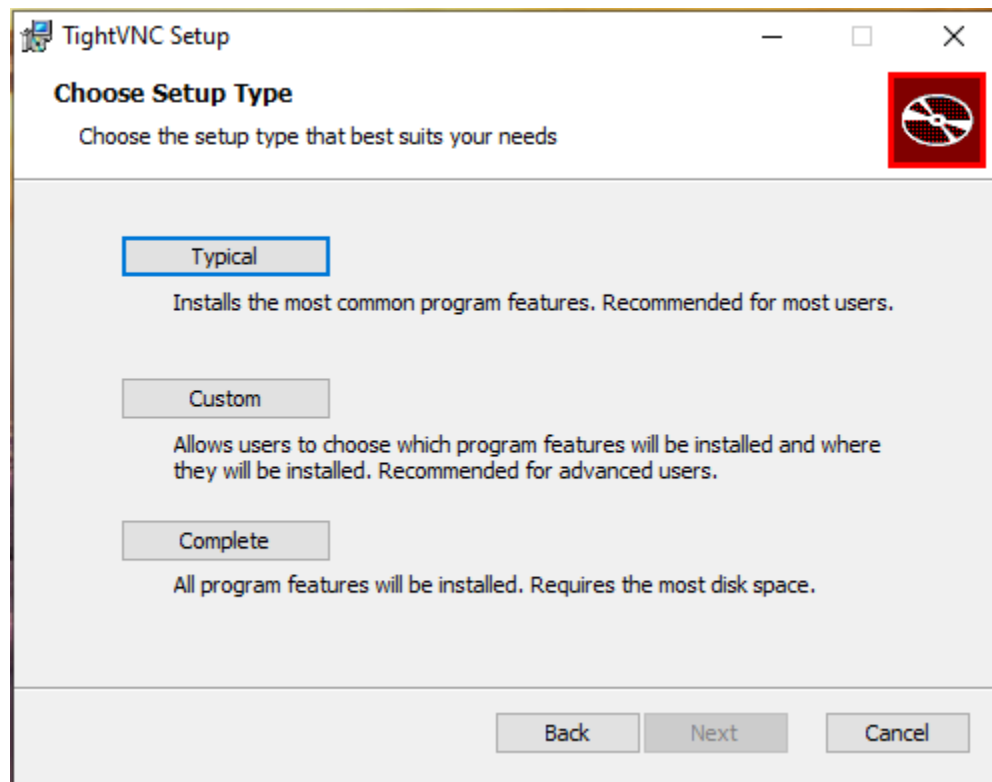 TightVNC Setup
Choose Setup Type
Choose the setup type that best suits your needs
Typical
Installs the most common program features. Recommended for most users.
Custom
Allows users to choose which program features will be installed and where
they will be installed. Recommended for advanced users.
Complete
All program features will be installed. Requires the most disk space.
Back Next Cancel